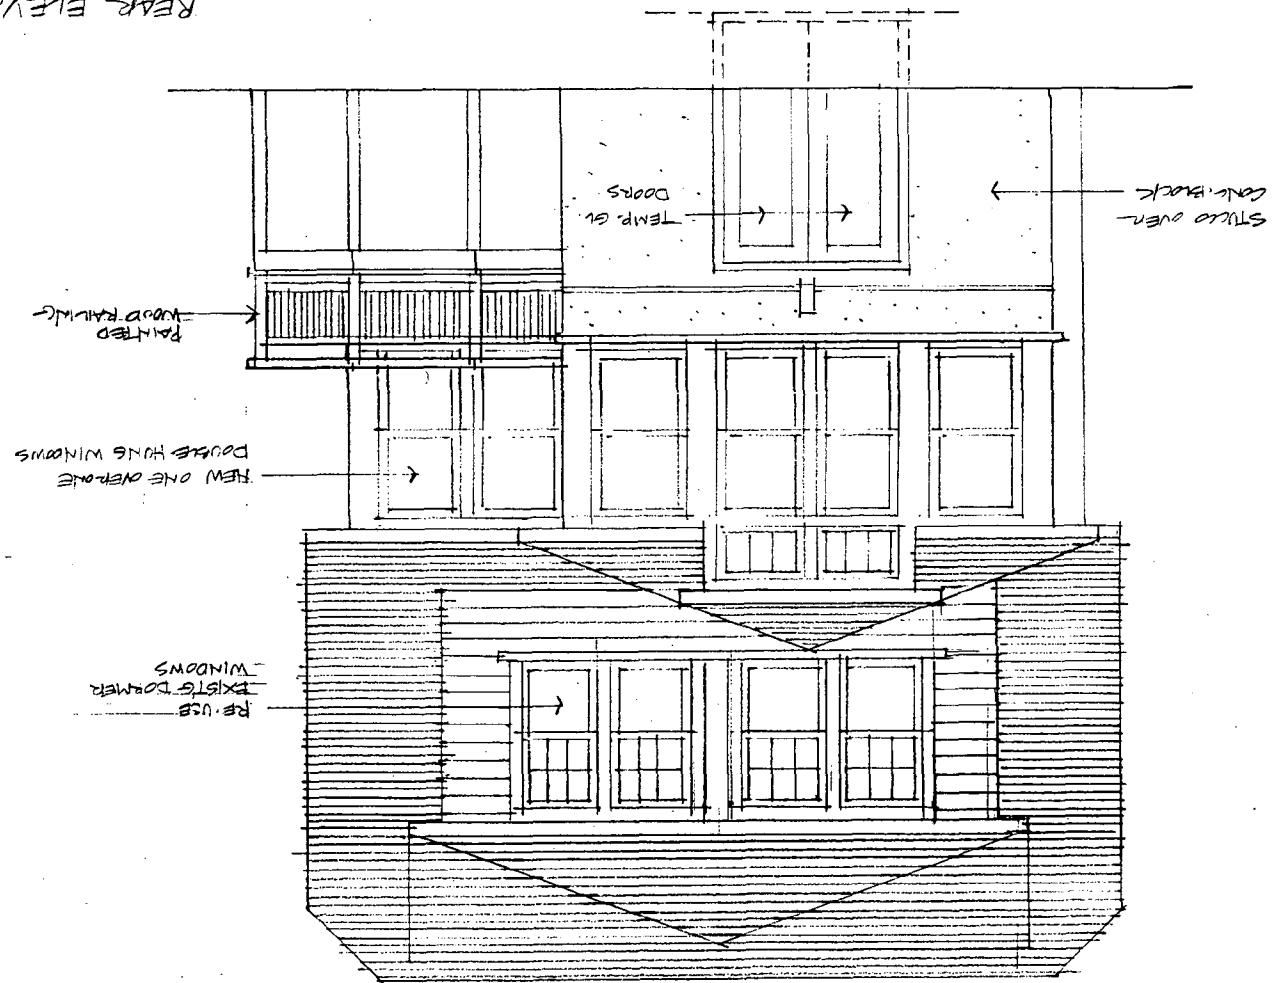 RE-USE
EXIST'G DORMER
WINDOWS
NEW ONE OVER ONE
DOUBLE HUNG WINDOWS
PAINTED
WOOD RAILING
STUCCO OVER
CONC. BLOCK
TEMP. GL
DOORS
REAR ELEV.